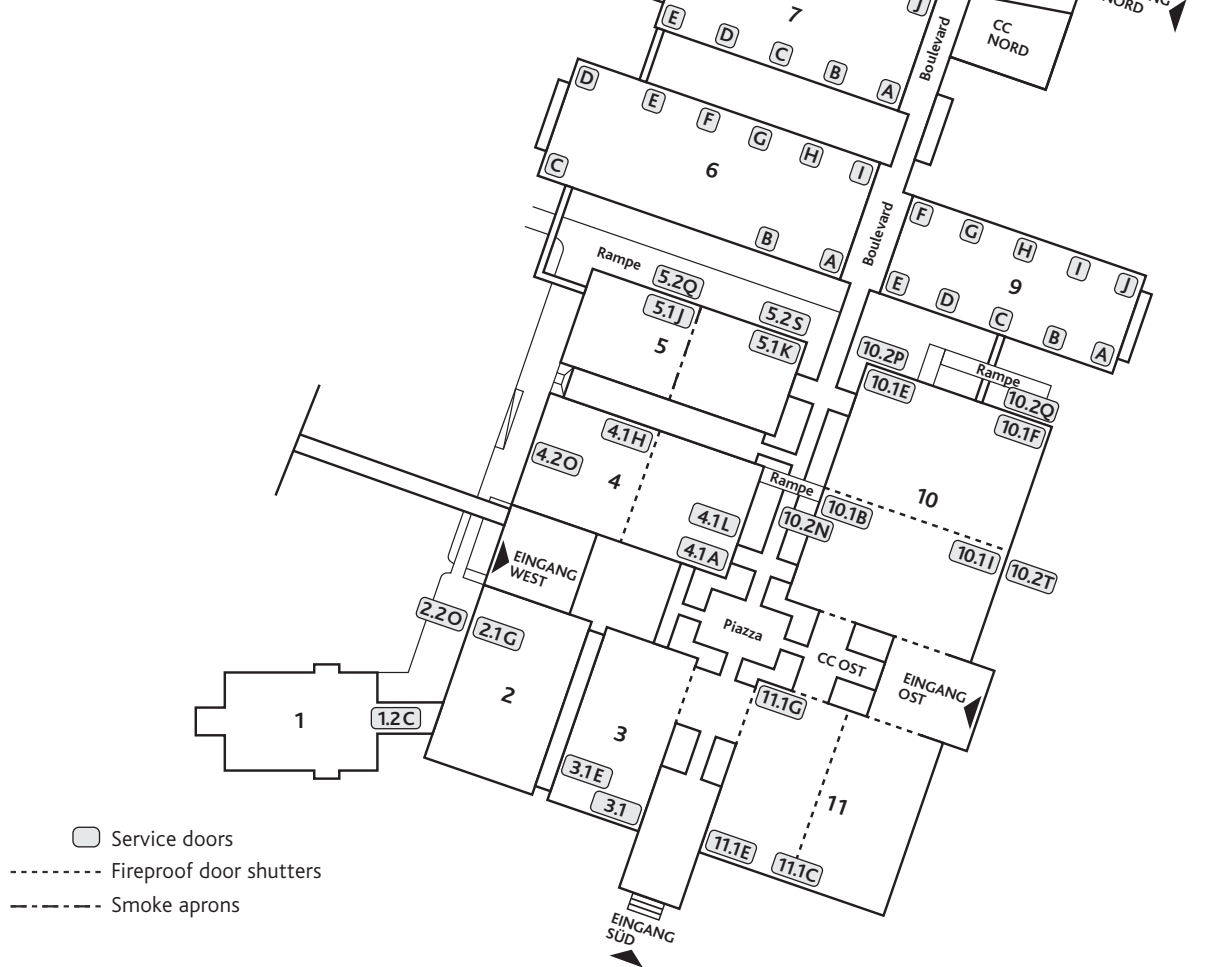 7
J
E
D
C
B
A
Boulevard
CC
NORD
NORD
D
E
F
G
H
I
C
6
B
A
Boulevard
F
G
H
I
J
9
E
D
C
B
A
Rampe
5.2Q
5.1J
5.2S
5.1K
5
10.2P
10.1E
Rampe
10.2Q
10.1F
4.1H
4.2O
4
4.1L
4.1A
Rampe
10.2N
10.1B
10
10.1I
10.2T
EINGANG
WEST
2.2O
2.1G
Piazza
CC OST
EINGANG
OST
1
1.2C
2
3
3.1E
3.1
11.1G
11
11.1E
11.1C
EINGANG
SÜD
Service doors
Fireproof door shutters
Smoke aprons